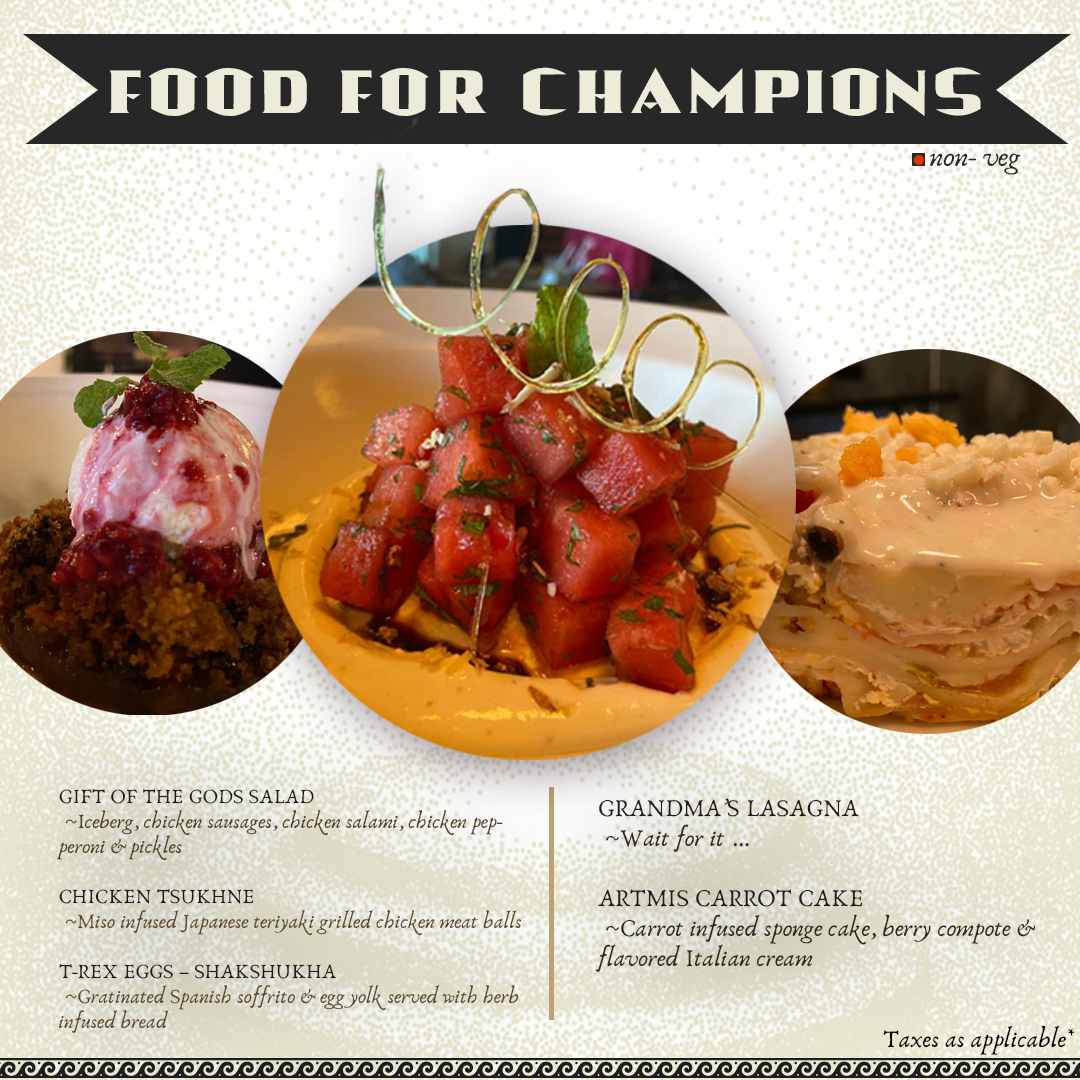 FOOD FOR CHAMPIONS
non- veg
GIFT OF THE GODS SALAD
~Iceberg, chicken sausages, chicken salami, chicken pep-
peroni & pickles
CHICKEN TSUKHNE
~Miso infused Japanese teriyaki grilled chicken meat balls
T-REX EGGS – SHAKSHUKHA
~Gratinated Spanish soffrito & egg yolk served with herb
infused bread
GRANDMA'S LASAGNA
~Wait for it ...
ARTMIS CARROT CAKE
~Carrot infused sponge cake, berry compote &
flavored Italian cream
Taxes as applicable*